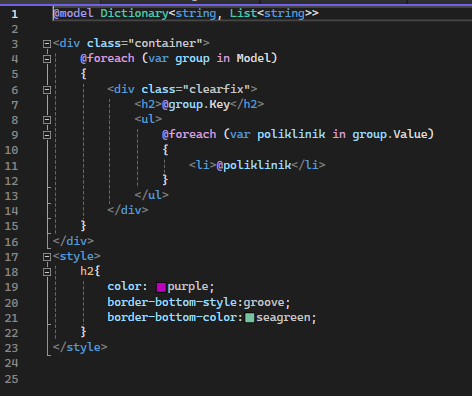 1 @model Dictionary<string, List<string>>
2
3 <div class="container">
4 @foreach (var group in Model)
5 {
6 <div class="clearfix">
7 <h2>@group.Key</h2>
8 <ul>
9 @foreach (var poliklinik in group.Value)
10 {
11 <li>@poliklinik</li>
12 }
13 </ul>
14 </div>
15 }
16 </div>
17 <style>
18 h2{
19 color: purple;
20 border-bottom-style:groove;
21 border-bottom-color:seagreen;
22 }
23 </style>
24
25